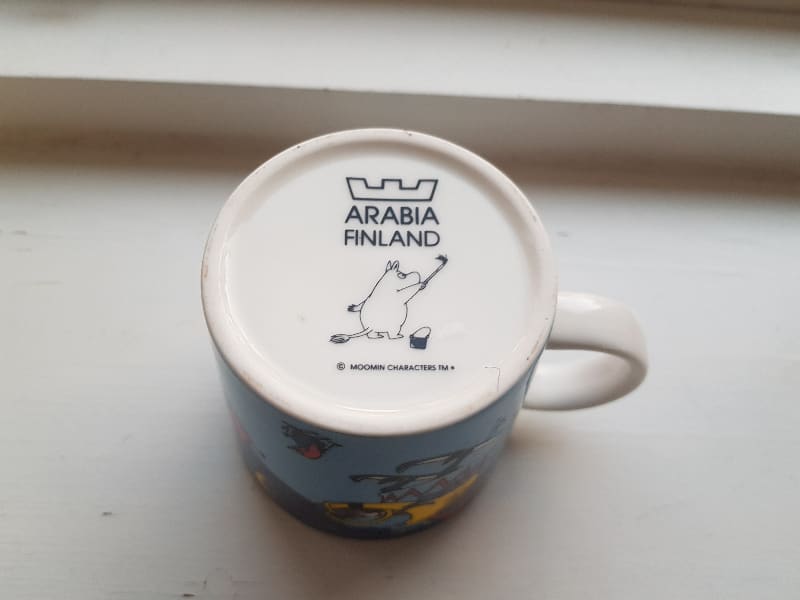 ARABIA
FINLAND
© MOOMIN CHARACTERS TM •